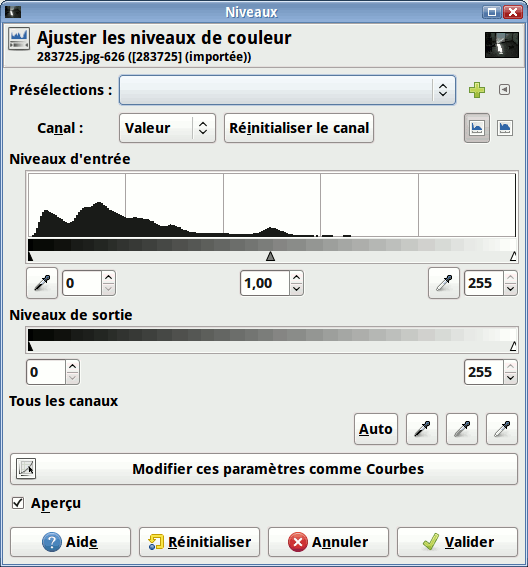 Niveaux
Ajuster les niveaux de couleur
283725.jpg-626 ([283725] (importée))
Présélections :
Canal : Valeur Réinitialiser le canal
Niveaux d'entrée
0 1,00 255
Niveaux de sortie
0 255
Tous les canaux
Auto
Modifier ces paramètres comme Courbes
Aperçu
Aide Réinitialiser Annuler Valider